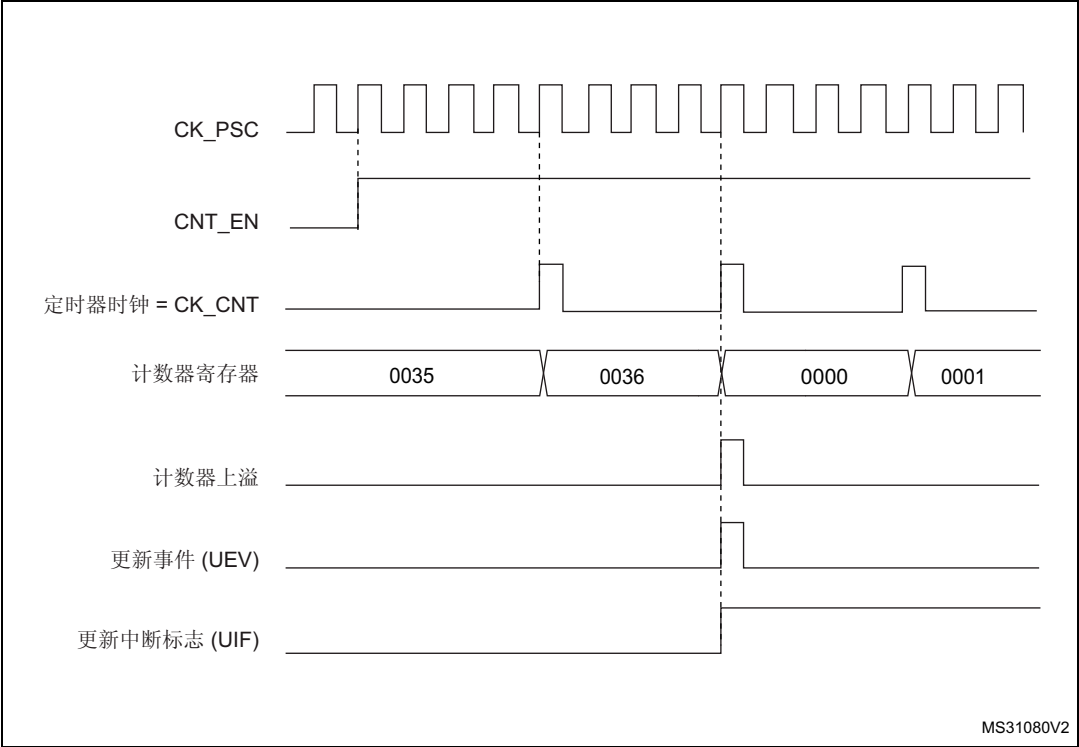 CK_PSC
CNT_EN
定时器时钟 = CK_CNT
计数器寄存器 0035 0036 0000 0001
计数器上溢
更新事件 (UEV)
更新中断标志 (UIF)
MS31080V2